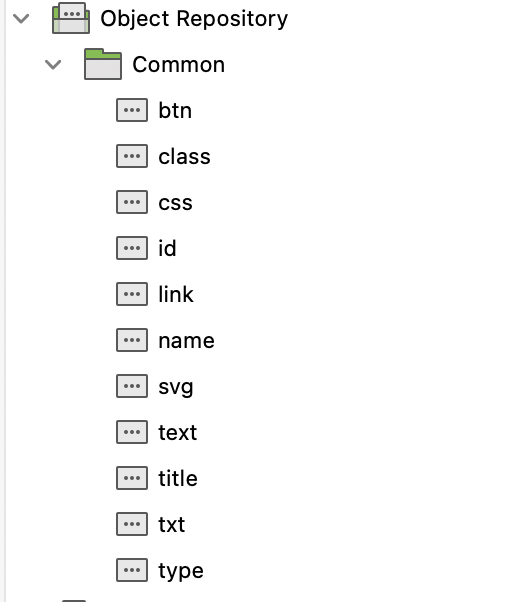 Object Repository
Common
btn
class
css
id
link
name
svg
text
title
txt
type